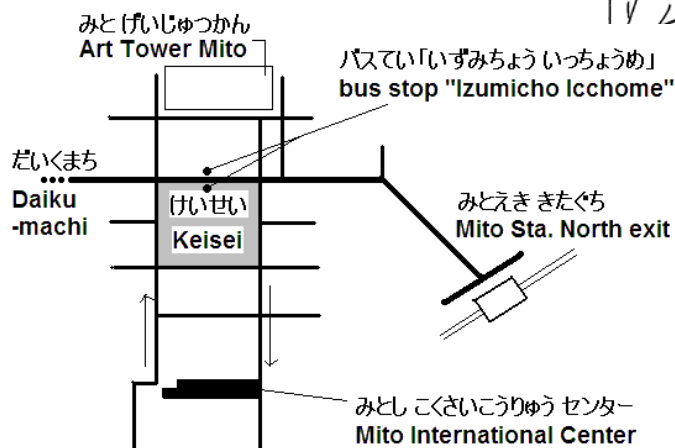 みと げいじゅつかん
Art Tower Mito
バスてい「いずみちょう いっちょうめ」
bus stop "Izumicho Icchome"
だいくまち
Daiku
-machi
けいせい
Keisei
みとえき きたぐち
Mito Sta. North exit
みとし こくさいこうりゅう センター
Mito International Center